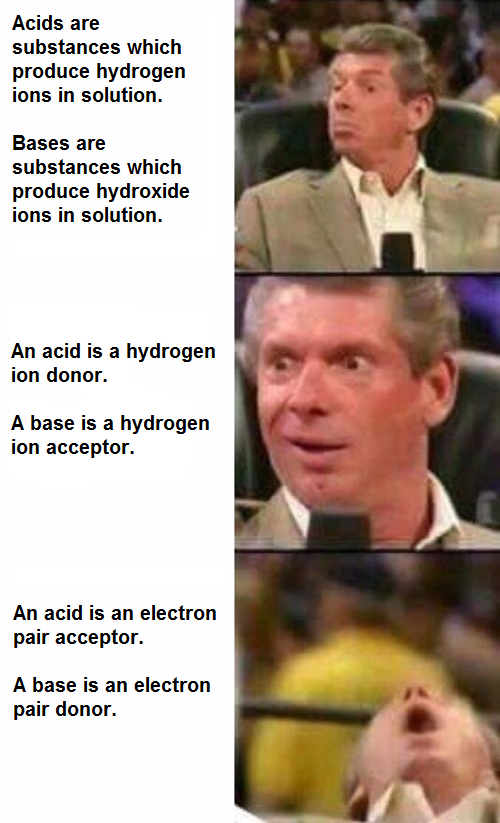 Acids are
substances which
produce hydrogen
ions in solution.
Bases are
substances which
produce hydroxide
ions in solution.
An acid is a hydrogen
ion donor.
A base is a hydrogen
ion acceptor.
An acid is an electron
pair acceptor.
A base is an electron
pair donor.